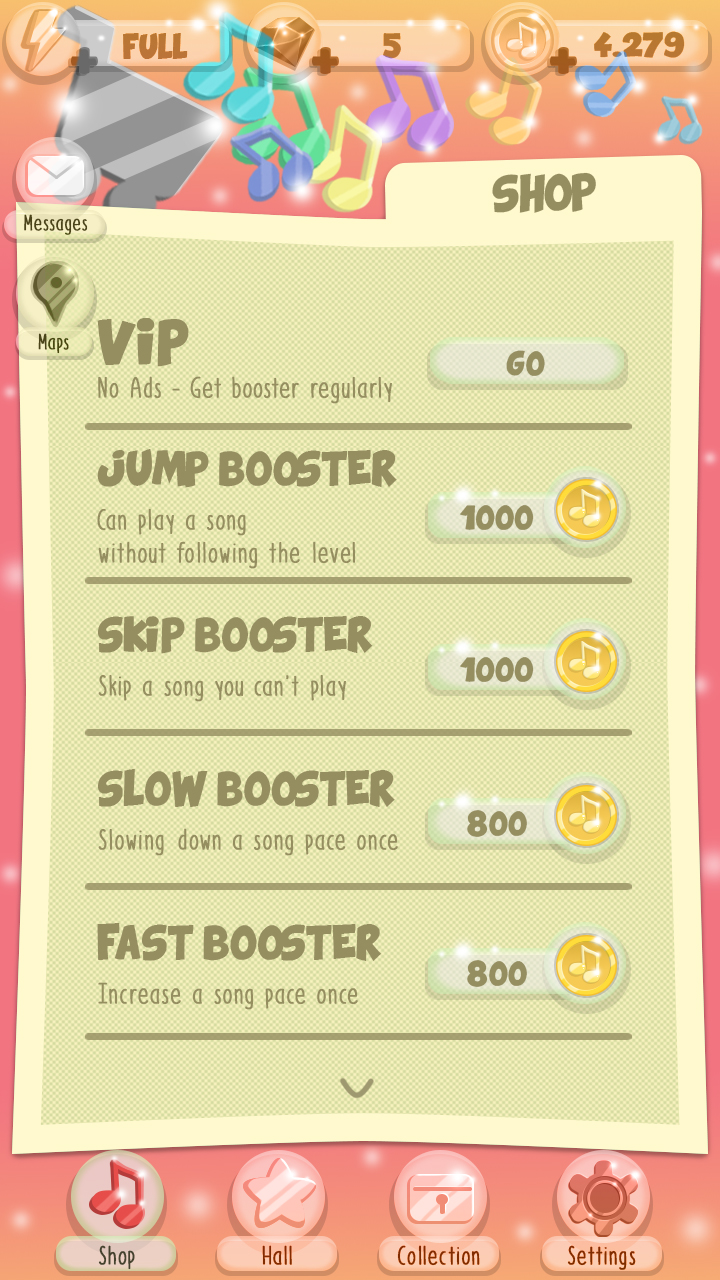 FULL
5
4.279
SHOP
Messages
Maps
ViP
No Ads - Get booster regularly
GO
JUMP BOOSTER
Can play a song
without following the level
1000
SKiP BOOSTER
Skip a song you can't play
1000
SLOW BOOSTER
Slowing down a song pace once
800
FAST BOOSTER
Increase a song pace once
800
Shop
Hall
Collection
Settings